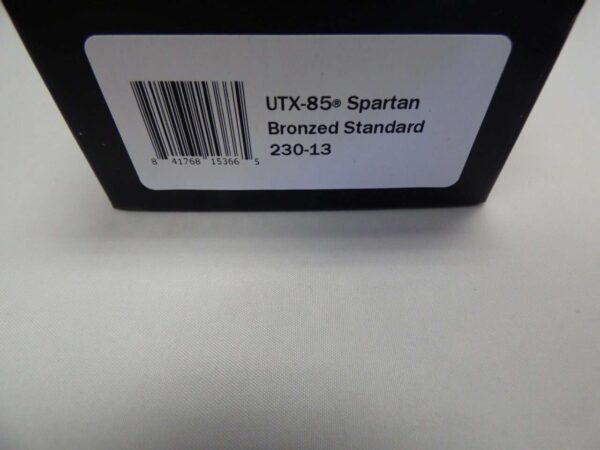 UTX-85® Spartan
Bronzed Standard
230-13
8 41768 15366 5